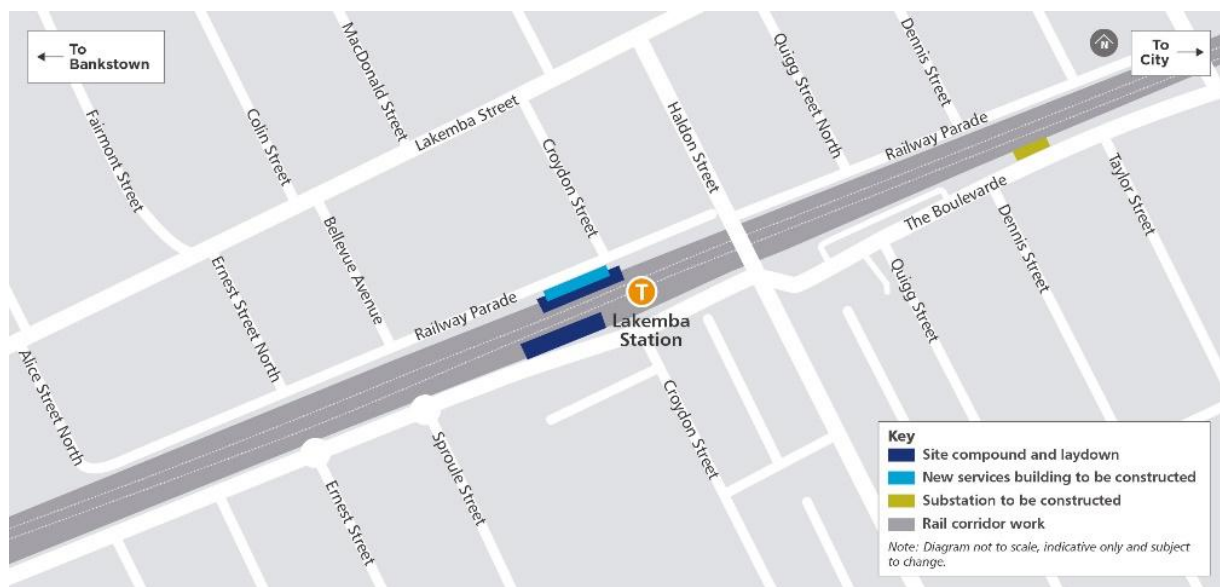 To
Bankstown
To
City
N
Fairmont Street
Colin Street
MacDonald Street
Lakemba Street
Croydon Street
Haldon Street
Quigg Street North
Dennis Street
Railway Parade
The Boulevarde
Taylor Street
Dennis Street
Quigg Street
Bellevue Avenue
Ernest Street North
Railway Parade
T
Lakemba
Station
Alice Street North
Croydon Street
Sproule Street
Ernest Street
Key
Site compound and laydown
New services building to be constructed
Substation to be constructed
Rail corridor work
Note: Diagram not to scale, indicative only and subject
to change.